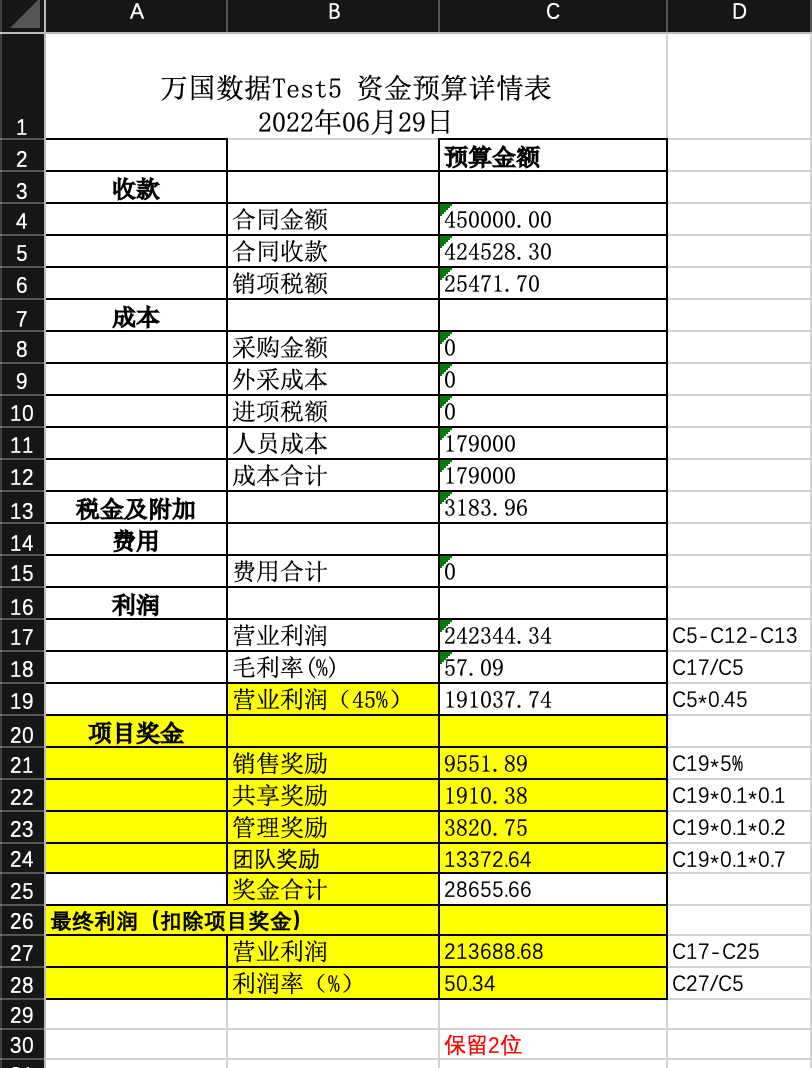 A B C D
1 万国数据Test5 资金预算详情表
2022年06月29日
2 预算金额
3 收款
4 合同金额 450000.00
5 合同收款 424528.30
6 销项税额 25471.70
7 成本
8 采购金额 0
9 外采成本 0
10 进项税额 0
11 人员成本 179000
12 成本合计 179000
13 税金及附加 3183.96
14 费用
15 费用合计 0
16 利润
17 营业利润 242344.34 C5-C12-C13
18 毛利率(%) 57.09 C17/C5
19 营业利润（45%） 191037.74 C5*0.45
20 项目奖金
21 销售奖励 9551.89 C19*5%
22 共享奖励 1910.38 C19*0.1*0.1
23 管理奖励 3820.75 C19*0.1*0.2
24 团队奖励 13372.64 C19*0.1*0.7
25 奖金合计 28655.66
26 最终利润（扣除项目奖金）
27 营业利润 213688.68 C17-C25
28 利润率（%） 50.34 C27/C5
29
30 保留2位